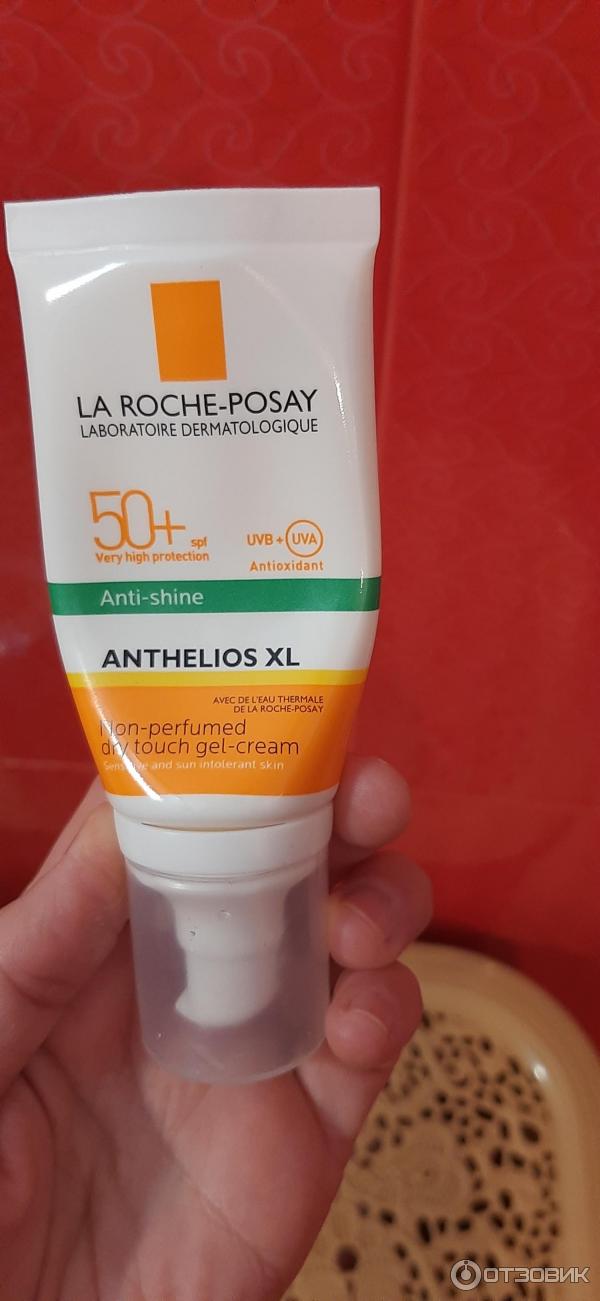 LA ROCHE-POSAY
LABORATOIRE DERMATOLOGIQUE
50+ spf
Very high protection
UVB + UVA
Antioxidant
Anti-shine
ANTHELIOS XL
AVEC DE L'EAU THERMALE
DE LA ROCHE-POSAY
Non-perfumed
dry touch gel-cream
Sensitive and sun intolerant skin
ОТЗОВИК